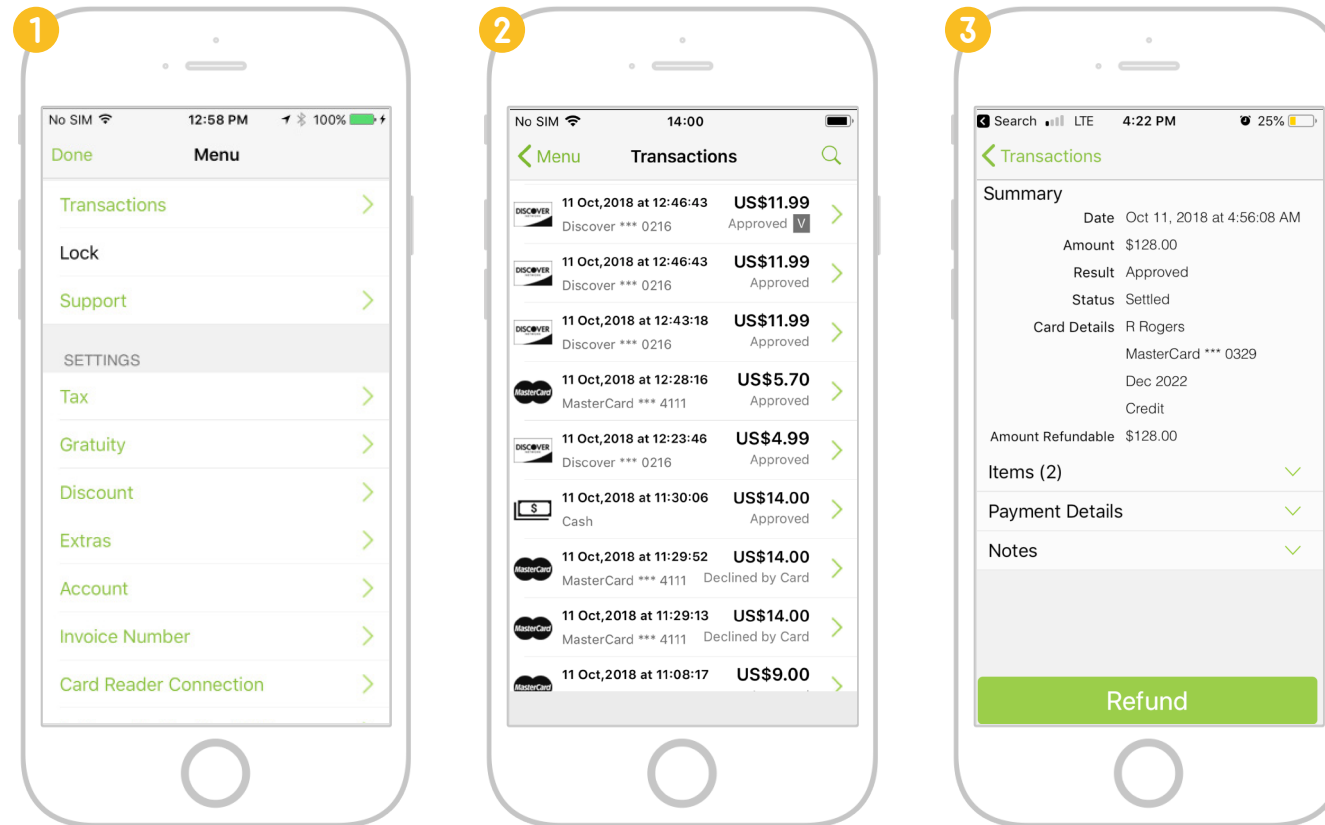 1
No SIM 12:58 PM 100%
Done Menu
Transactions
Lock
Support
SETTINGS
Tax
Gratuity
Discount
Extras
Account
Invoice Number
Card Reader Connection
2
No SIM 14:00
Menu Transactions
DISCOVER 11 Oct,2018 at 12:46:43 US$11.99
Discover *** 0216 Approved V
DISCOVER 11 Oct,2018 at 12:46:43 US$11.99
Discover *** 0216 Approved
DISCOVER 11 Oct,2018 at 12:43:18 US$11.99
Discover *** 0216 Approved
MasterCard 11 Oct,2018 at 12:28:16 US$5.70
MasterCard *** 4111 Approved
DISCOVER 11 Oct,2018 at 12:23:46 US$4.99
Discover *** 0216 Approved
$ 11 Oct,2018 at 11:30:06 US$14.00
Cash Approved
MasterCard 11 Oct,2018 at 11:29:52 US$14.00
MasterCard *** 4111 Declined by Card
MasterCard 11 Oct,2018 at 11:29:13 US$14.00
MasterCard *** 4111 Declined by Card
MasterCard 11 Oct,2018 at 11:08:17 US$9.00
3
Search LTE 4:22 PM 25%
Transactions
Summary
Date Oct 11, 2018 at 4:56:08 AM
Amount $128.00
Result Approved
Status Settled
Card Details R Rogers
MasterCard *** 0329
Dec 2022
Credit
Amount Refundable $128.00
Items (2)
Payment Details
Notes
Refund